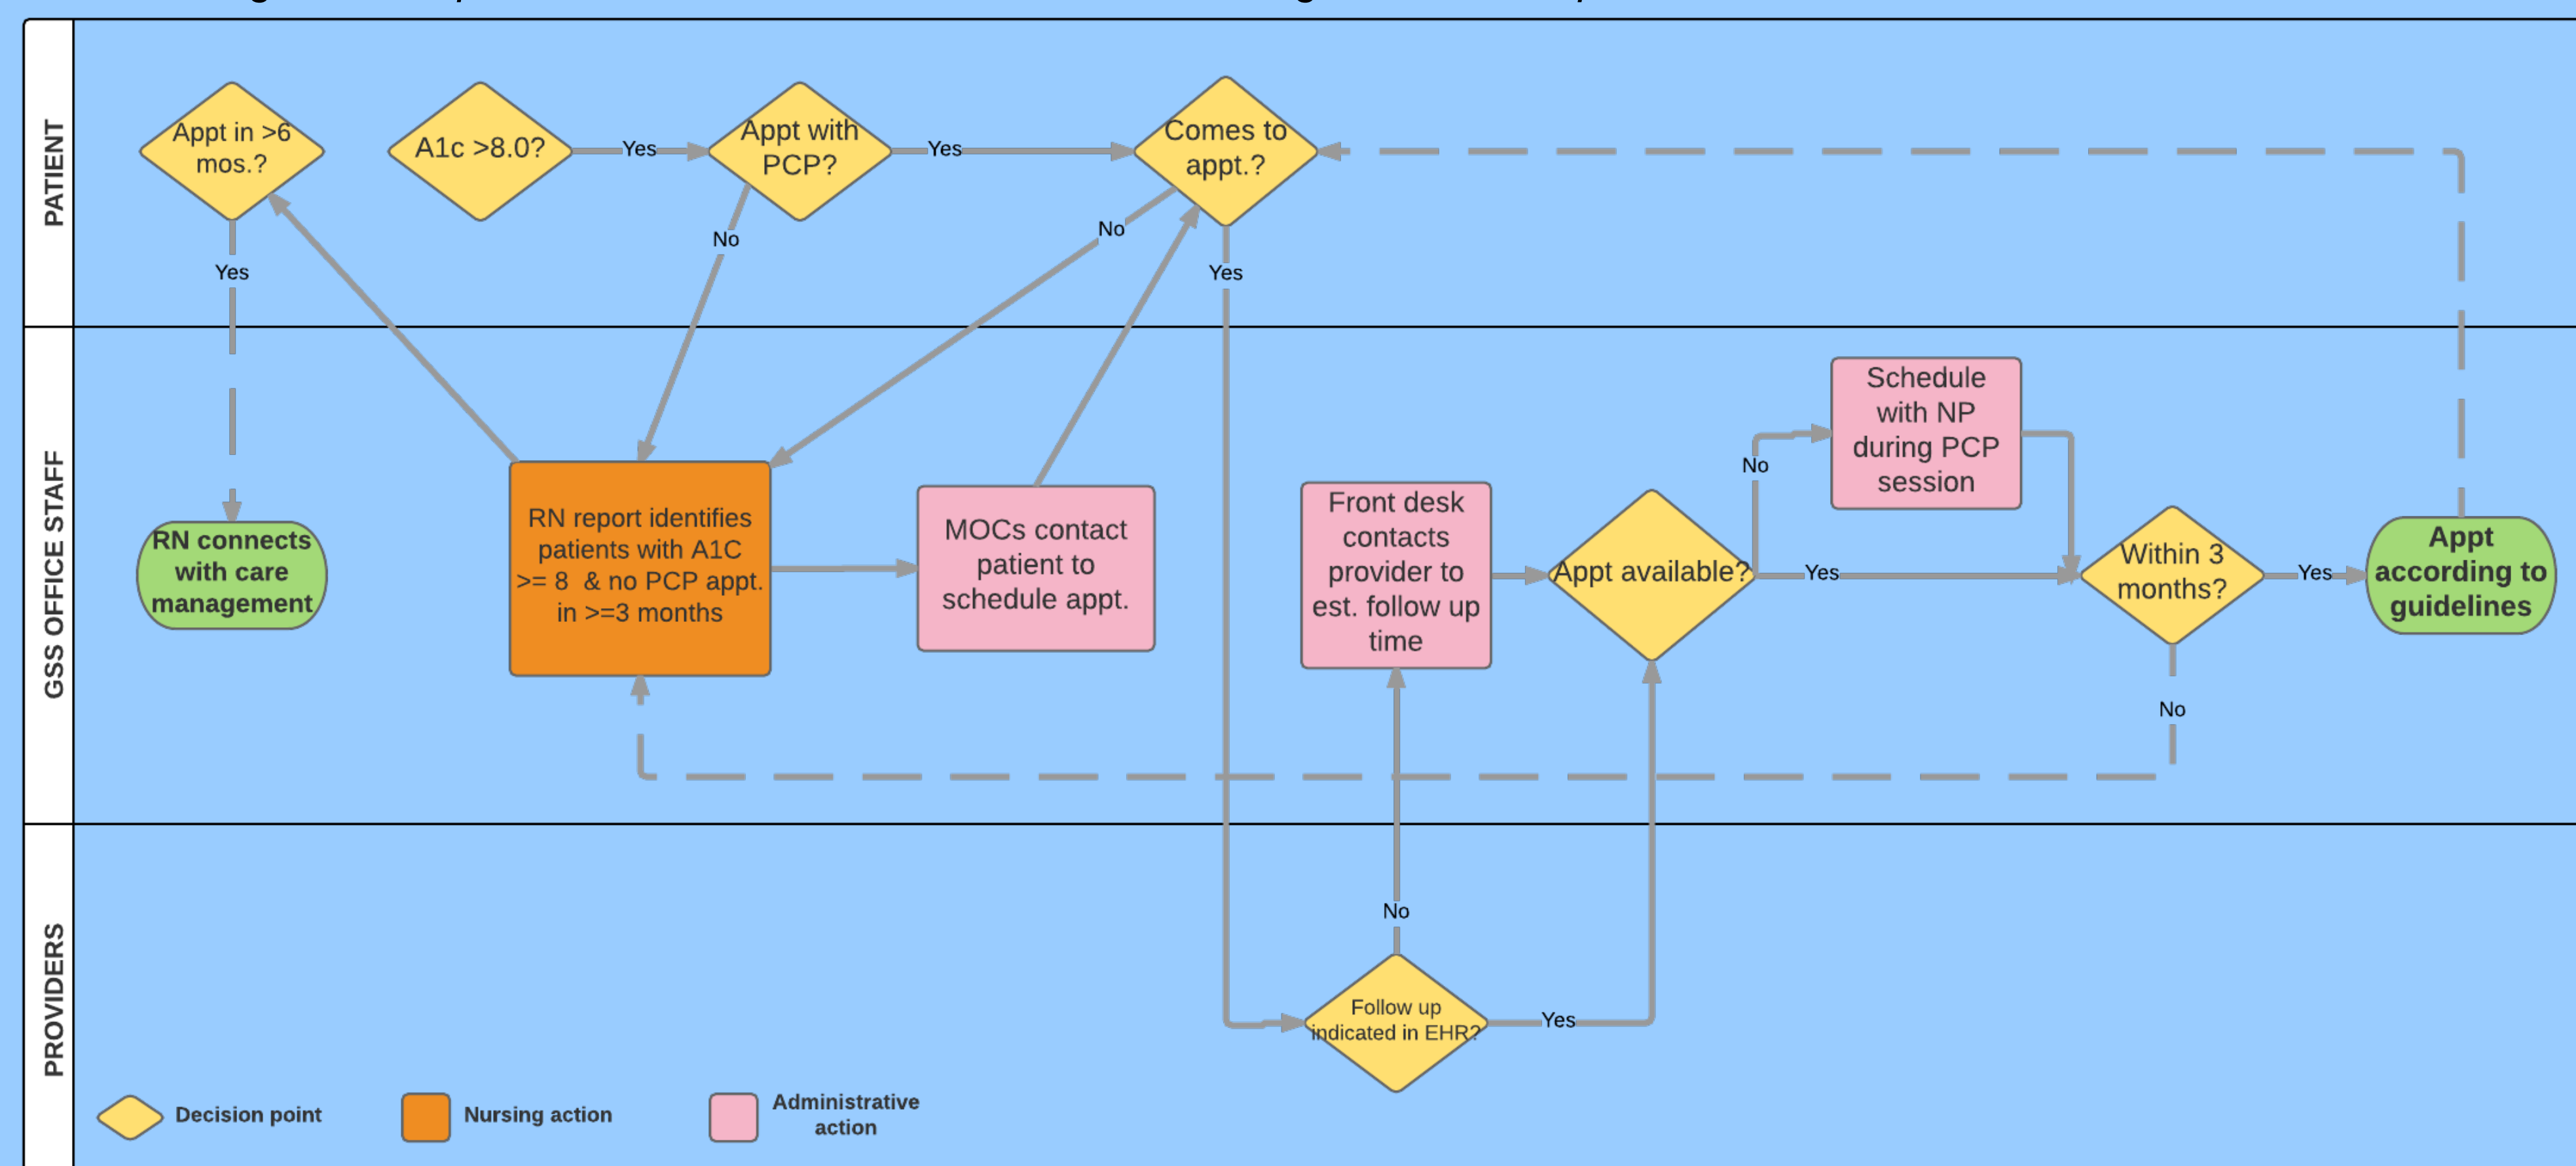 PATIENT
Appt in >6
mos.?
A1c >8.0?
Yes
Appt with
PCP?
Yes
Comes to
appt.?
No
No
Yes
Yes
GSS OFFICE STAFF
RN connects
with care
management
RN report identifies
patients with A1C
>= 8 & no PCP appt.
in >=3 months
MOCs contact
patient to
schedule appt.
Front desk
contacts
provider to
est. follow up
time
Appt available?
No
Schedule
with NP
during PCP
session
Yes
Within 3
months?
Yes
Appt
according to
guidelines
No
PROVIDERS
No
Follow up
indicated in EHR?
Yes
Decision point
Nursing action
Administrative
action